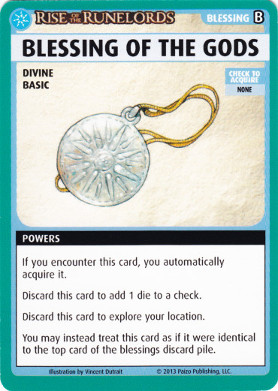 RISE OF THE RUNELORDS
BLESSING B
BLESSING OF THE GODS
DIVINE
BASIC
CHECK TO
ACQUIRE
NONE
POWERS
If you encounter this card, you automatically
acquire it.
Discard this card to add 1 die to a check.
Discard this card to explore your location.
You may instead treat this card as if it were identical
to the top card of the blessings discard pile.
Illustration by Vincent Dutrait
© 2013 Paizo Publishing, LLC.